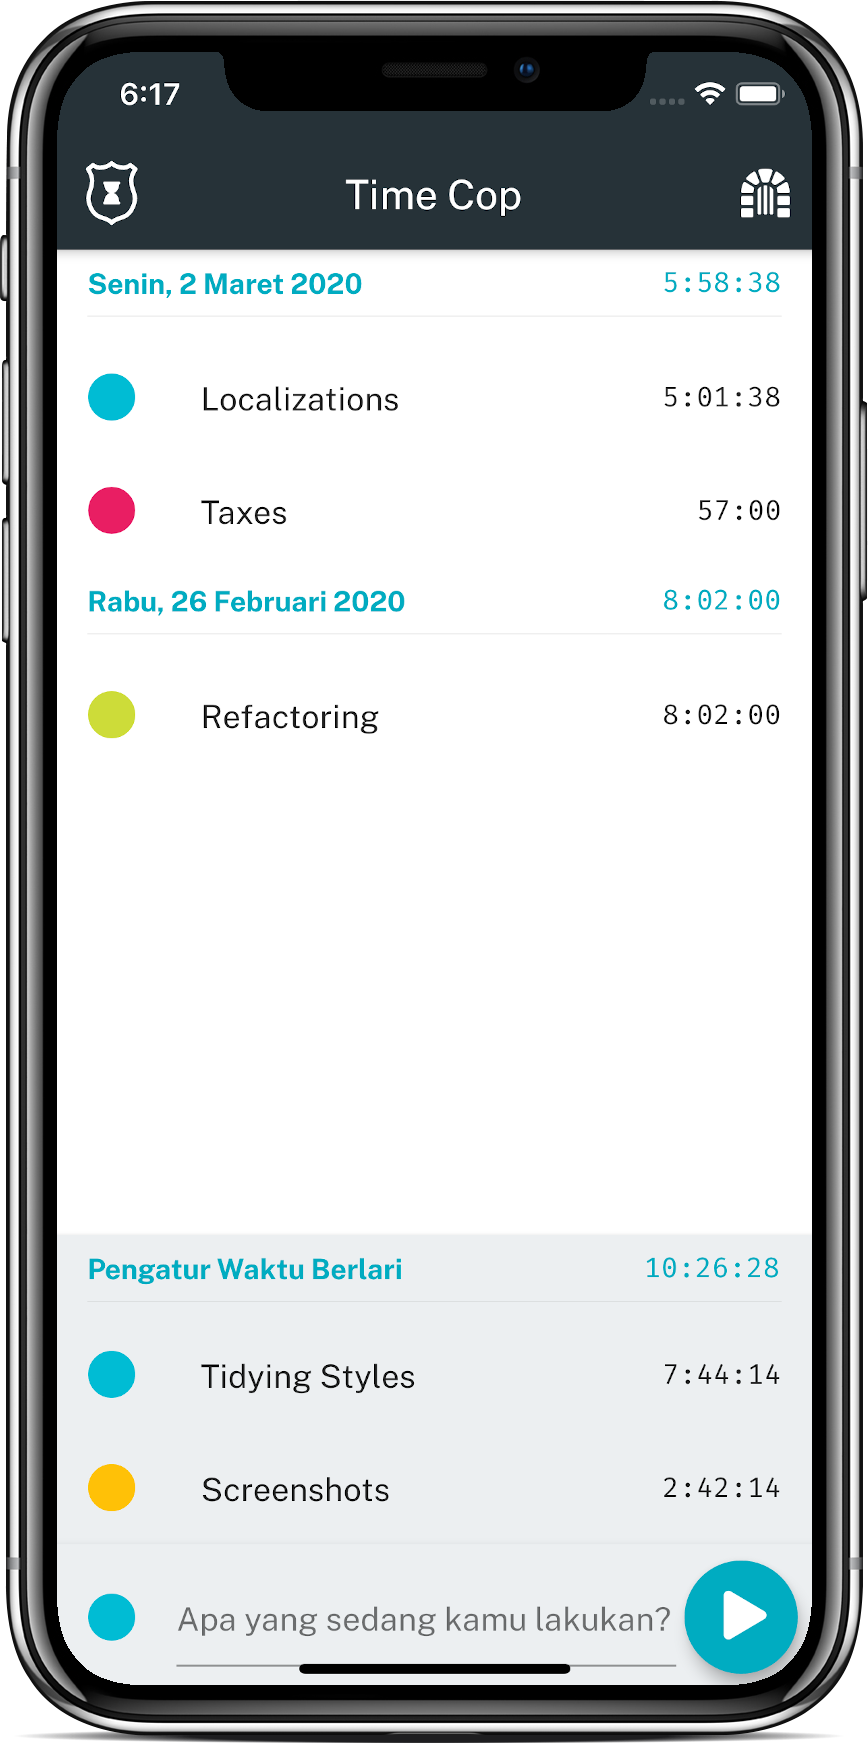 6:17
Time Cop
Senin, 2 Maret 2020 5:58:38
Localizations 5:01:38
Taxes 57:00
Rabu, 26 Februari 2020 8:02:00
Refactoring 8:02:00
Pengatur Waktu Berlari 10:26:28
Tidying Styles 7:44:14
Screenshots 2:42:14
Apa yang sedang kamu lakukan?